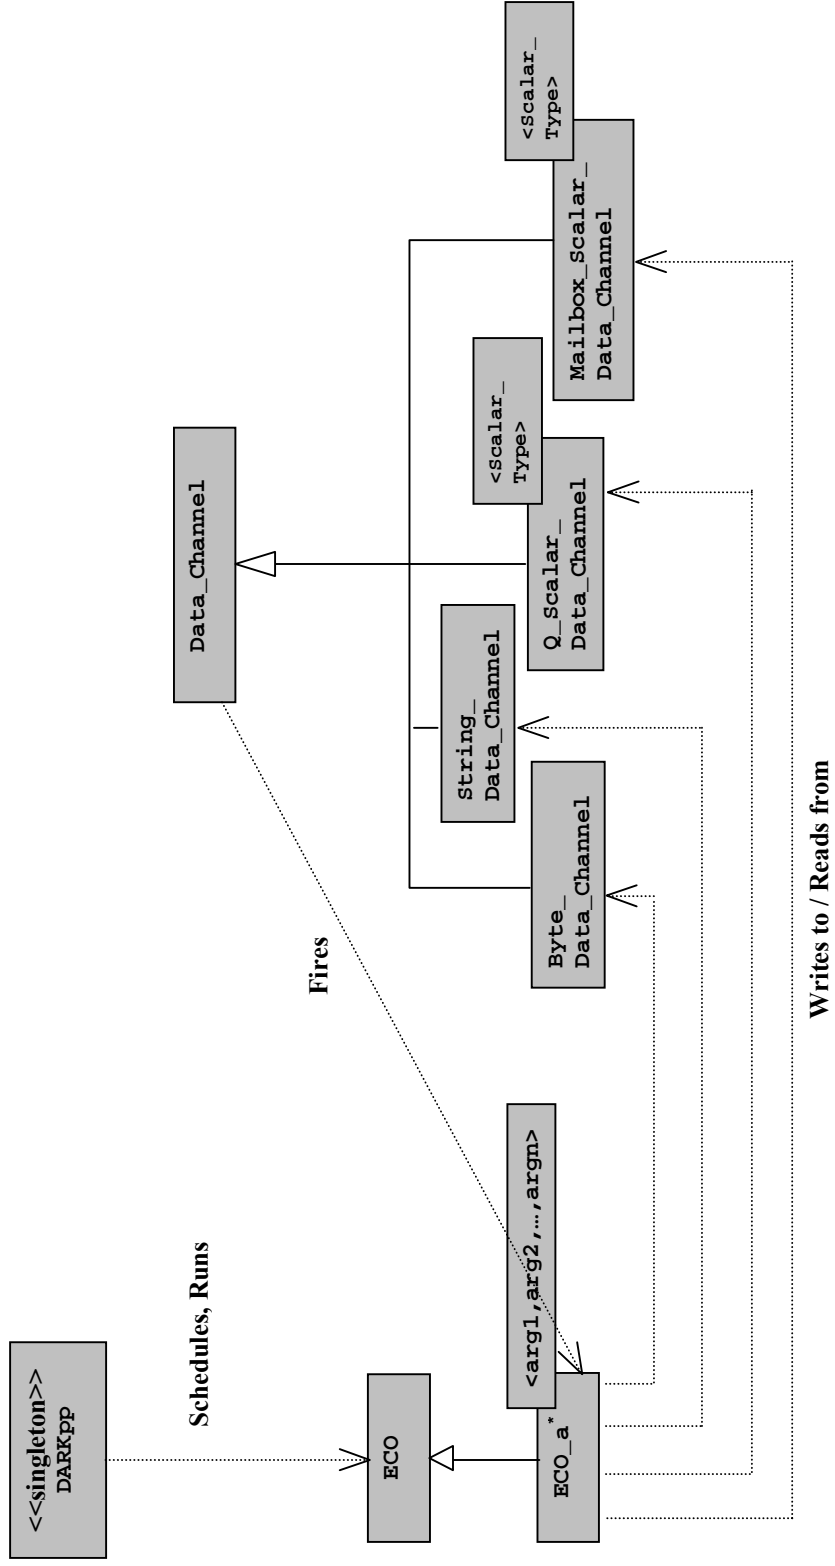 <<singleton>>
DARKpp
Schedules, Runs
ECO
ECO_a*
<arg1,arg2,…,argn>
Fires
Data_Channel
Byte_
Data_Channel
String_
Data_Channel
Q_Scalar_
Data_Channel
<Scalar_
Type>
Mailbox_Scalar_
Data_Channel
<Scalar_
Type>
Writes to / Reads from